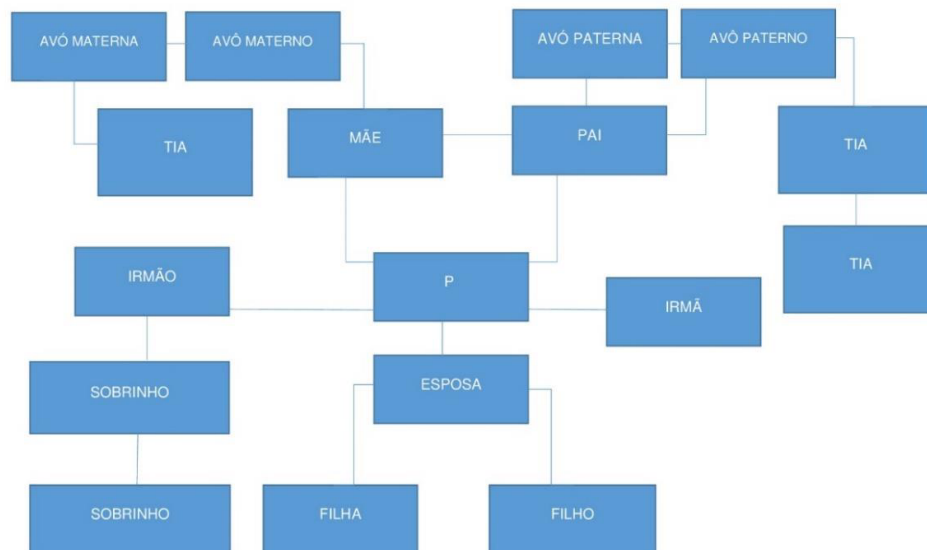 AVÓ MATERNA
AVÔ MATERNO
AVÓ PATERNA
AVÔ PATERNO
TIA
MÃE
PAI
TIA
IRMÃO
P
IRMÃ
TIA
SOBRINHO
ESPOSA
SOBRINHO
FILHA
FILHO